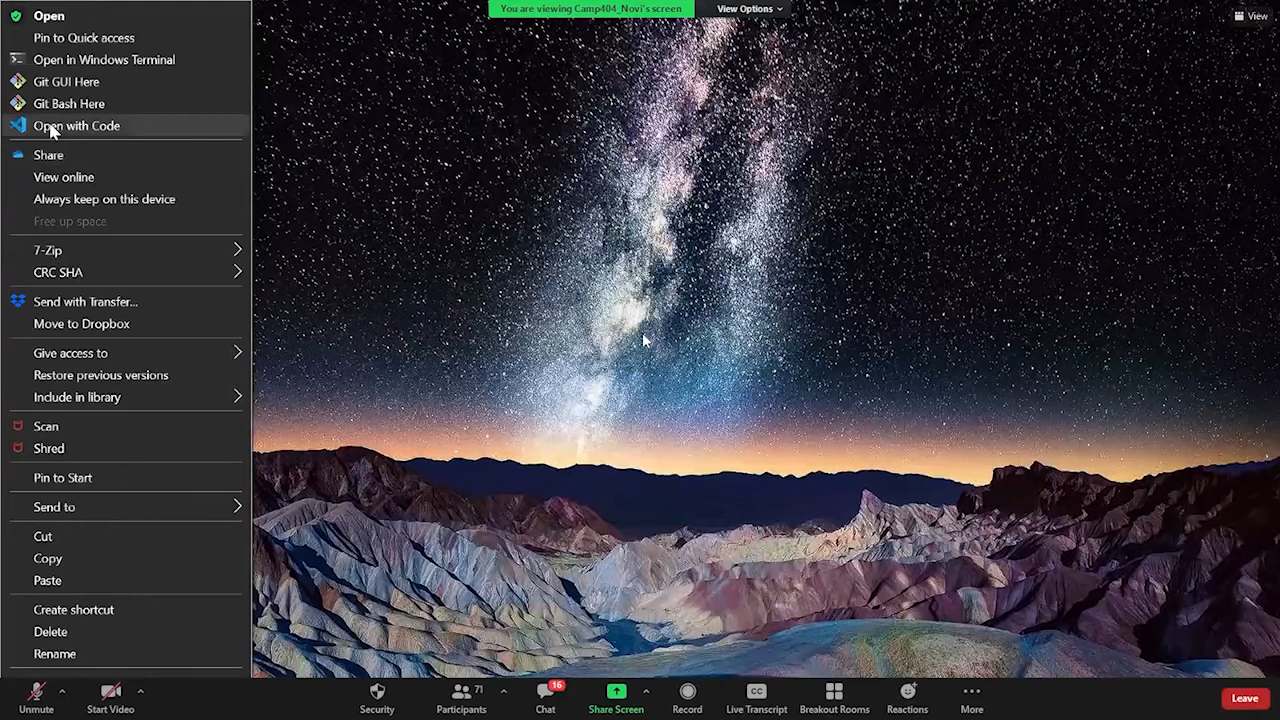 You are viewing Camp404_Novi's screen
View Options
View
Open
Pin to Quick access
Open in Windows Terminal
Git GUI Here
Git Bash Here
Open with Code
Share
View online
Always keep on this device
Free up space
7-Zip
CRC SHA
Send with Transfer...
Move to Dropbox
Give access to
Restore previous versions
Include in library
Scan
Shred
Pin to Start
Send to
Cut
Copy
Paste
Create shortcut
Delete
Rename
71
16
CC
Unmute
Start Video
Security
Participants
Chat
Share Screen
Record
Live Transcript
Breakout Rooms
Reactions
More
Leave